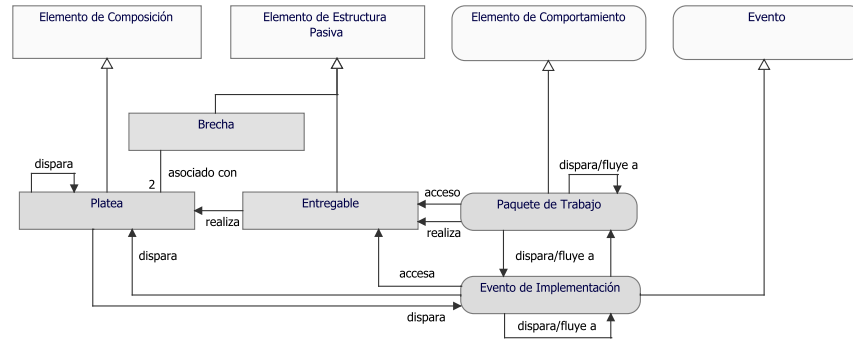 Elemento de Composición
Elemento de Estructura
Pasiva
Elemento de Comportamiento
Evento
Brecha
dispara
asociado con
2
dispara/fluye a
Platea
Entregable
Paquete de Trabajo
acceso
realiza
realiza
dispara
dispara/fluye a
accesa
Evento de Implementación
dispara
dispara/fluye a